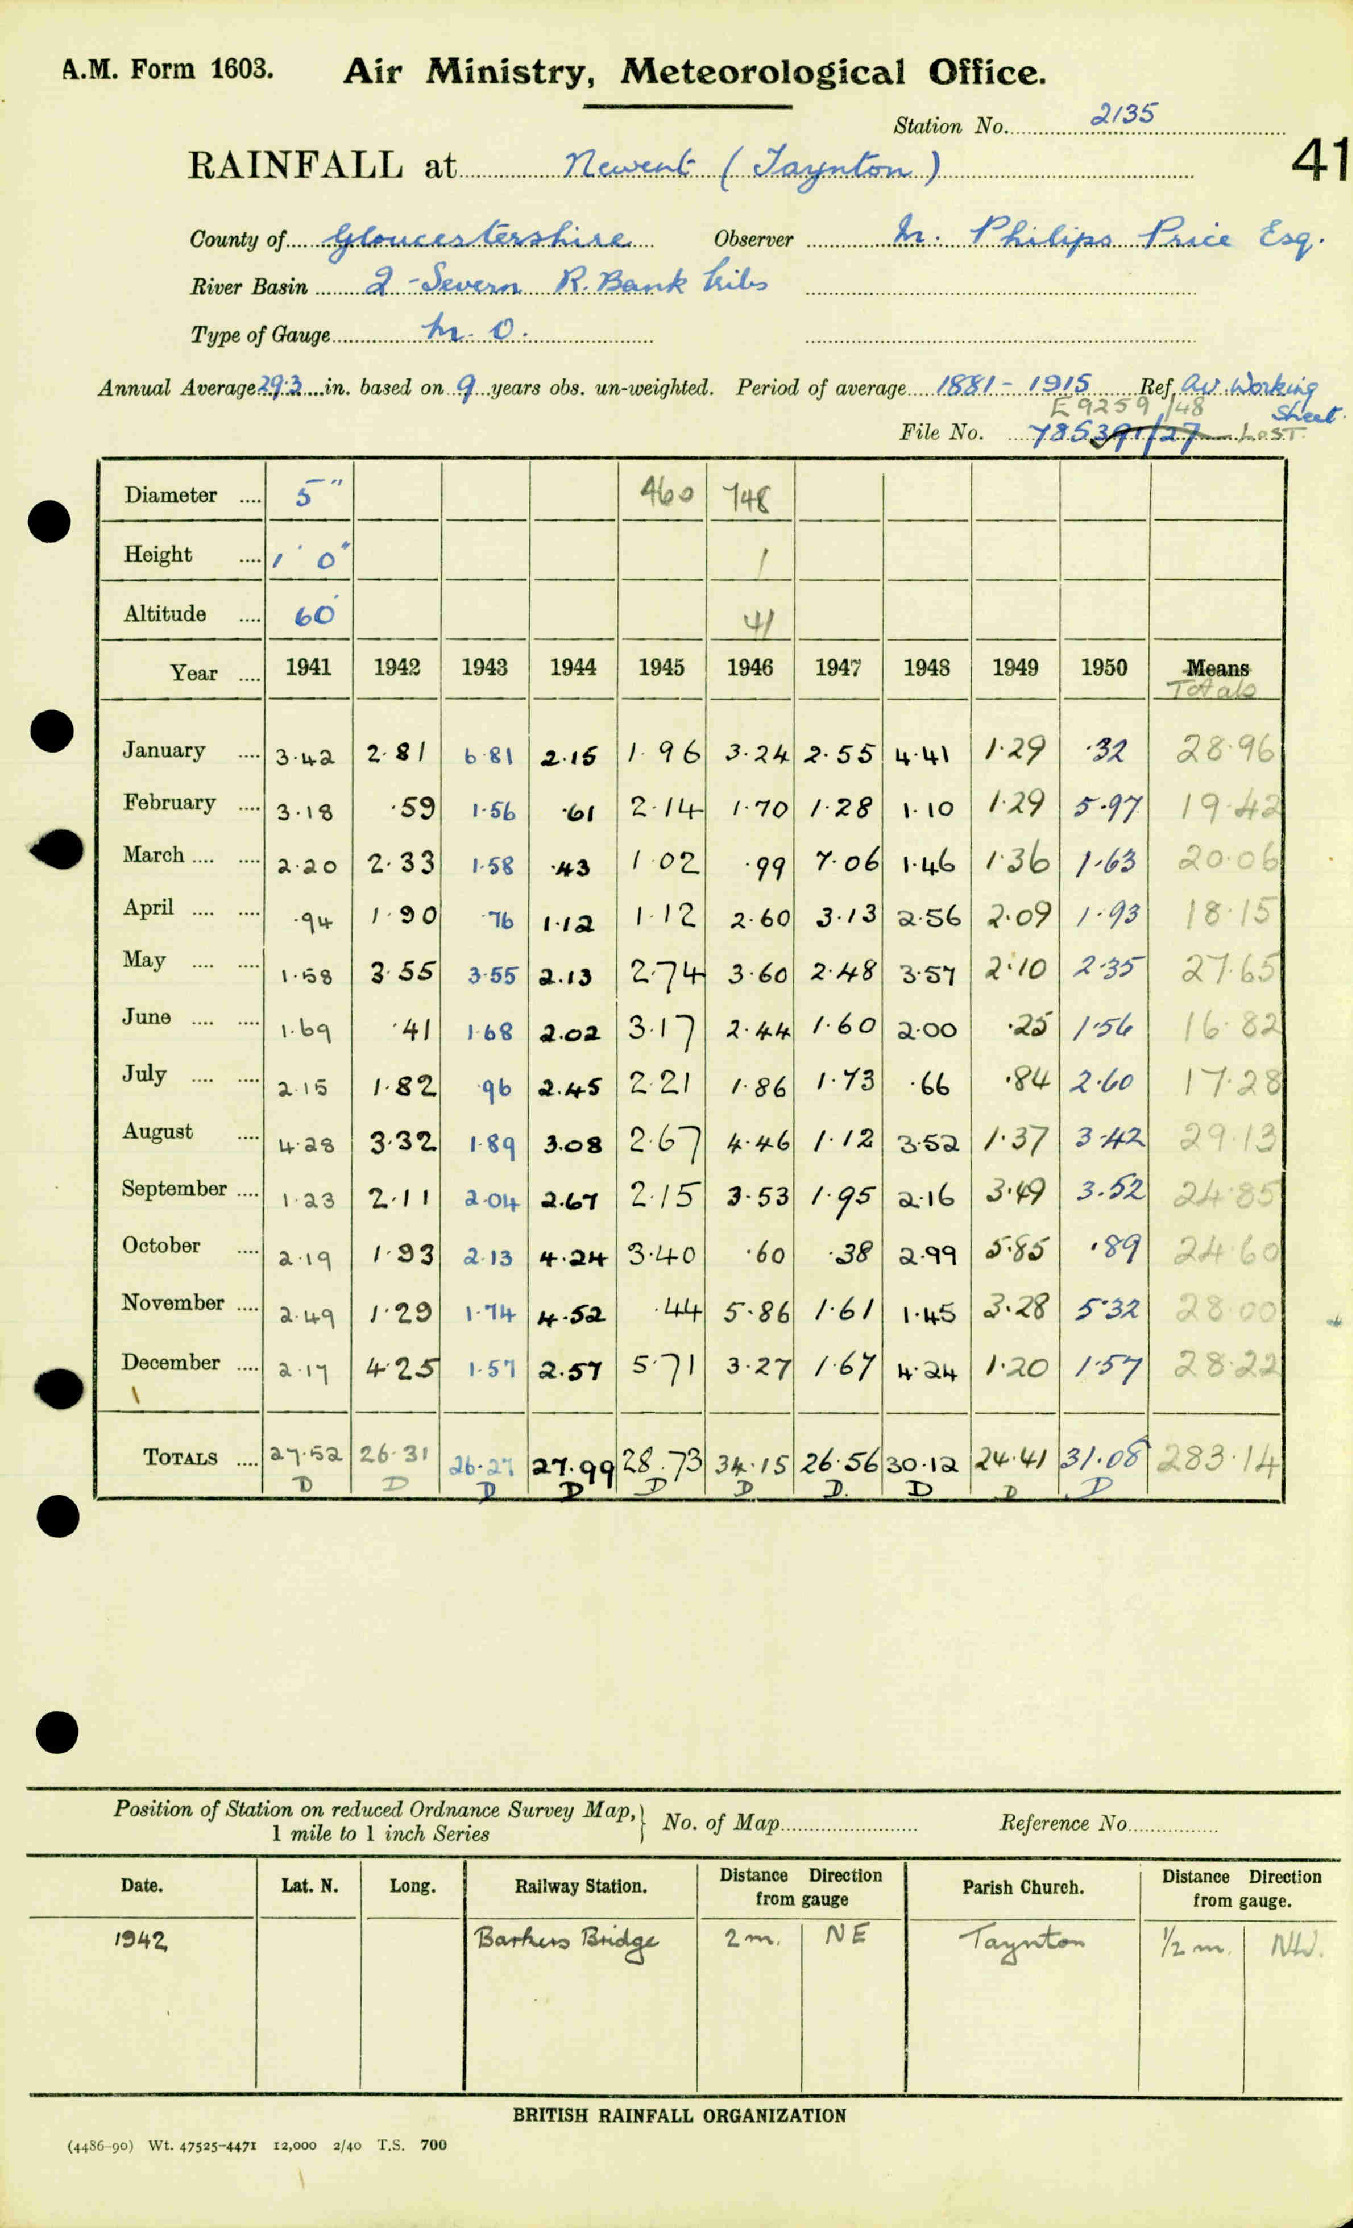 A.M. Form 1603. Air Ministry, Meteorological Office.
Station No. 2135
41
RAINFALL at Newent (Taynton)
County of Gloucestershire Observer M. Philips Price Esq.
River Basin 2 - Severn R. Bank tribs
Type of Gauge M.O.
Annual Average 29.3 in. based on 9 years obs. un-weighted. Period of average 1881 - 1915 Ref. Av. Working Sheet.
E9259/48
File No. 785391/27 LOST.
Diameter .... 5" 460 748
Height .... 1' 0" 1
Altitude .... 60' 41
Year .... 1941 1942 1943 1944 1945 1946 1947 1948 1949 1950 Means
Totals
January .... 3.42 2.81 6.81 2.15 1.96 3.24 2.55 4.41 1.29 .32 28.96
February .... 3.18 .59 1.56 .61 2.14 1.70 1.28 1.10 1.29 5.97 19.42
March .... .... 2.20 2.33 1.58 .43 1.02 .99 7.06 1.46 1.36 1.63 20.06
April .... .... .94 1.90 .76 1.12 1.12 2.60 3.13 2.56 2.09 1.93 18.15
May .... .... 1.58 3.55 3.55 2.13 2.74 3.60 2.48 3.57 2.10 2.35 27.65
June .... .... 1.69 .41 1.68 2.02 3.17 2.44 1.60 2.00 .25 1.56 16.82
July .... .... 2.15 1.82 .96 2.45 2.21 1.86 1.73 .66 .84 2.60 17.28
August .... 4.28 3.32 1.89 3.08 2.67 4.46 1.12 3.52 1.37 3.42 29.13
September .... 1.23 2.11 2.04 2.67 2.15 3.53 1.95 2.16 3.49 3.52 24.85
October .... 2.19 1.93 2.13 4.24 3.40 .60 .38 2.99 5.85 .89 24.60
November .... 2.49 1.29 1.74 4.52 .44 5.86 1.61 1.45 3.28 5.32 28.00
December .... 2.17 4.25 1.57 2.57 5.71 3.27 1.67 4.24 1.20 1.57 28.22
TOTALS .... 27.52 26.31 26.27 27.99 28.73 34.15 26.56 30.12 24.41 31.08 283.14
D D D D D D D. D D D
Position of Station on reduced Ordnance Survey Map, 1 mile to 1 inch Series } No. of Map Reference No.
Date. Lat. N. Long. Railway Station. Distance Direction from gauge Parish Church. Distance Direction from gauge.
1942 Barkers Bridge 2 m. NE Taynton 1/2 m. NW.
BRITISH RAINFALL ORGANIZATION
(4486-90) Wt. 47525-4471 12,000 2/40 T.S. 700